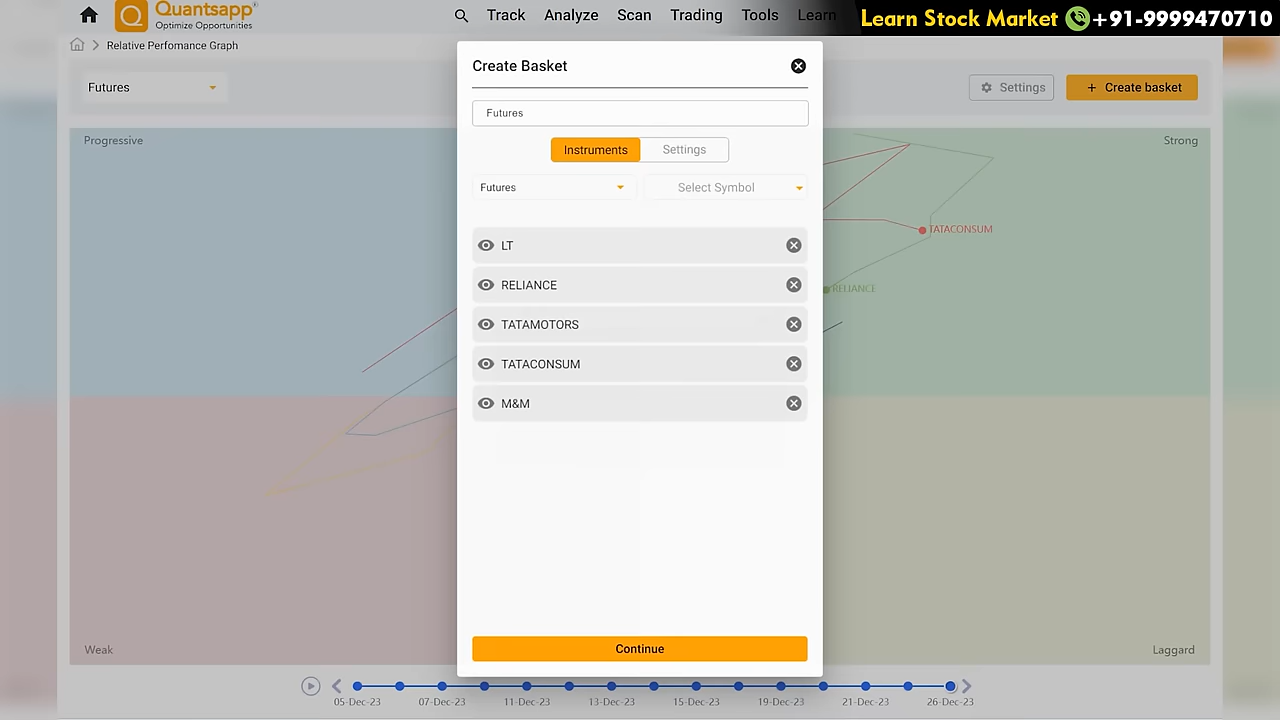 Quantsapp
Optimize Opportunities
Track
Analyze
Scan
Trading
Tools
Learn
Learn Stock Market +91-9999470710
Relative Perfomance Graph
Futures
Settings
+ Create basket
Create Basket
Futures
Instruments
Settings
Futures
Select Symbol
LT
RELIANCE
TATAMOTORS
TATACONSUM
M&M
Continue
Progressive
Strong
TATACONSUM
RELIANCE
Weak
Laggard
05-Dec-23
07-Dec-23
11-Dec-23
13-Dec-23
15-Dec-23
19-Dec-23
21-Dec-23
26-Dec-23